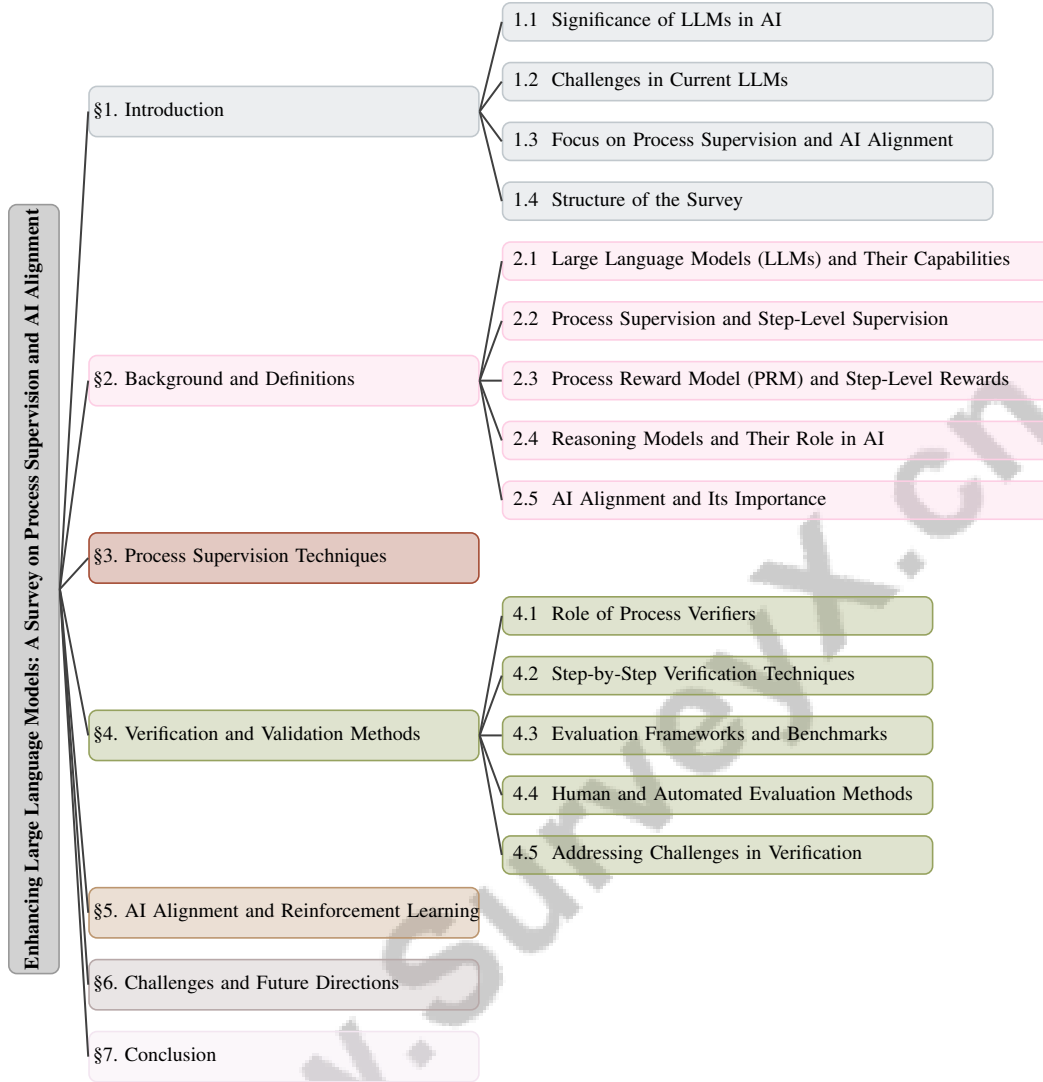 Enhancing Large Language Models: A Survey on Process Supervision and AI Alignment
§1. Introduction
1.1 Significance of LLMs in AI
1.2 Challenges in Current LLMs
1.3 Focus on Process Supervision and AI Alignment
1.4 Structure of the Survey
§2. Background and Definitions
2.1 Large Language Models (LLMs) and Their Capabilities
2.2 Process Supervision and Step-Level Supervision
2.3 Process Reward Model (PRM) and Step-Level Rewards
2.4 Reasoning Models and Their Role in AI
2.5 AI Alignment and Its Importance
§3. Process Supervision Techniques
§4. Verification and Validation Methods
4.1 Role of Process Verifiers
4.2 Step-by-Step Verification Techniques
4.3 Evaluation Frameworks and Benchmarks
4.4 Human and Automated Evaluation Methods
4.5 Addressing Challenges in Verification
§5. AI Alignment and Reinforcement Learning
§6. Challenges and Future Directions
§7. Conclusion
w.surveyx.cn